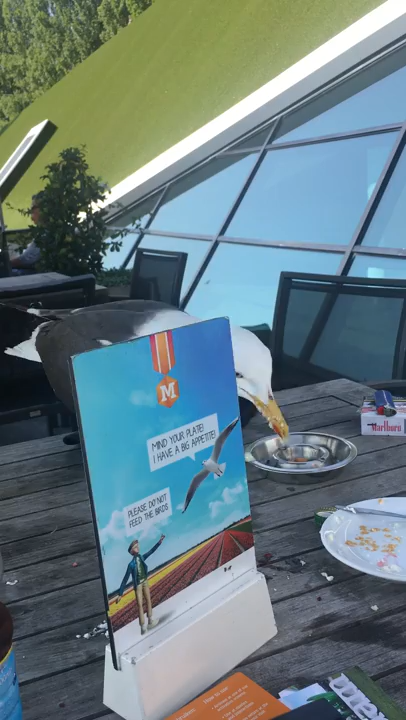 M
MIND YOUR PLATE!
I HAVE A BIG APPETITE!
PLEASE DO NOT
FEED THE BIRDS
Marlboro